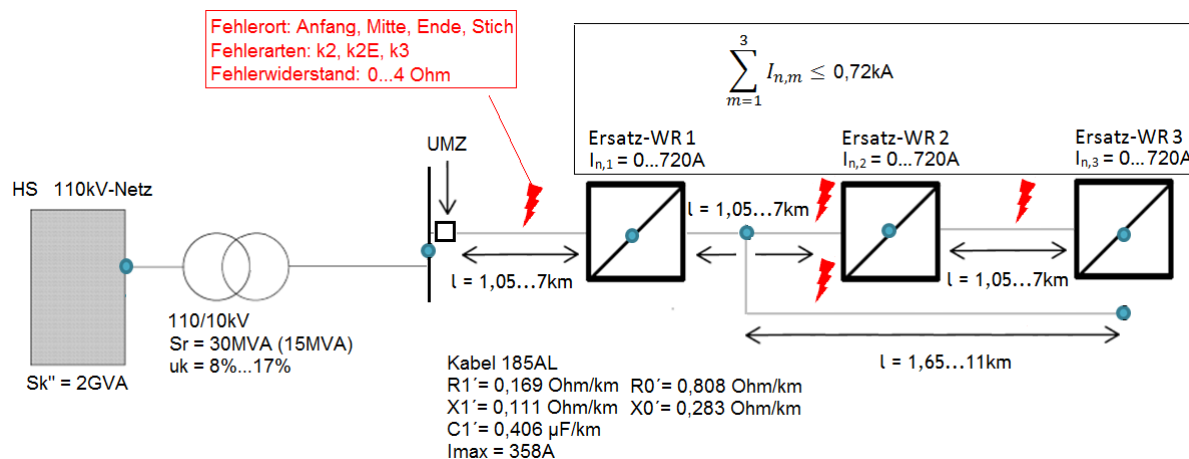 Fehlerort: Anfang, Mitte, Ende, Stich
Fehlerarten: k2, k2E, k3
Fehlerwiderstand: 0...4 Ohm
3
∑ I_{n,m} ≤ 0,72kA
m=1
UMZ
Ersatz-WR 1
I_{n,1} = 0...720A
Ersatz-WR 2
I_{n,2} = 0...720A
Ersatz-WR 3
I_{n,3} = 0...720A
HS 110kV-Netz
l = 1,05...7km
l = 1,05...7km
l = 1,05...7km
110/10kV
Sr = 30MVA (15MVA)
uk = 8%...17%
Sk" = 2GVA
l = 1,65...11km
Kabel 185AL
R1´= 0,169 Ohm/km R0´= 0,808 Ohm/km
X1´= 0,111 Ohm/km X0´= 0,283 Ohm/km
C1´= 0,406 µF/km
Imax = 358A